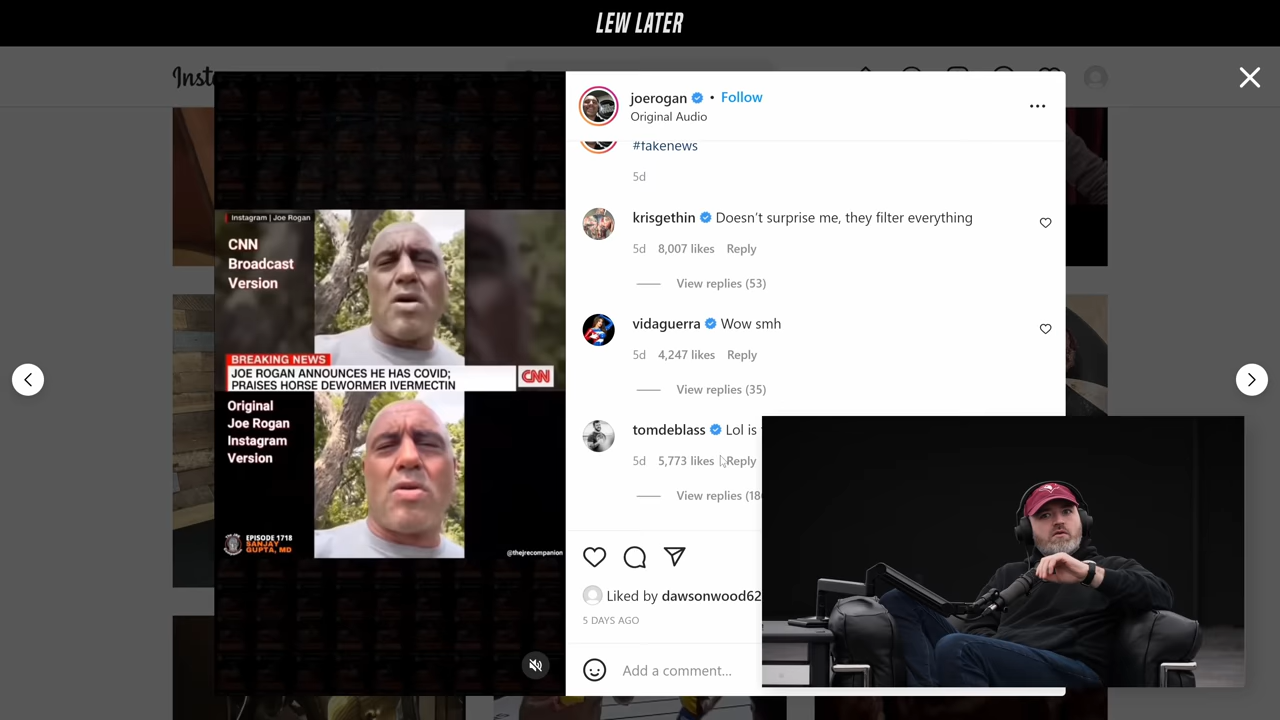 LEW LATER
Insta
joerogan • Follow
Original Audio
#fakenews
5d
krisgethin Doesn't surprise me, they filter everything
5d 8,007 likes Reply
View replies (53)
vidaguerra Wow smh
5d 4,247 likes Reply
View replies (35)
tomdeblass Lol is
5d 5,773 likes Reply
View replies (18
Liked by dawsonwood62
5 DAYS AGO
Add a comment...
Instagram | Joe Rogan
CNN
Broadcast
Version
BREAKING NEWS
JOE ROGAN ANNOUNCES HE HAS COVID;
PRAISES HORSE DEWORMER IVERMECTIN
CNN
Original
Joe Rogan
Instagram
Version
EPISODE 1718
SANJAY
GUPTA, MD
@thejrecompanion